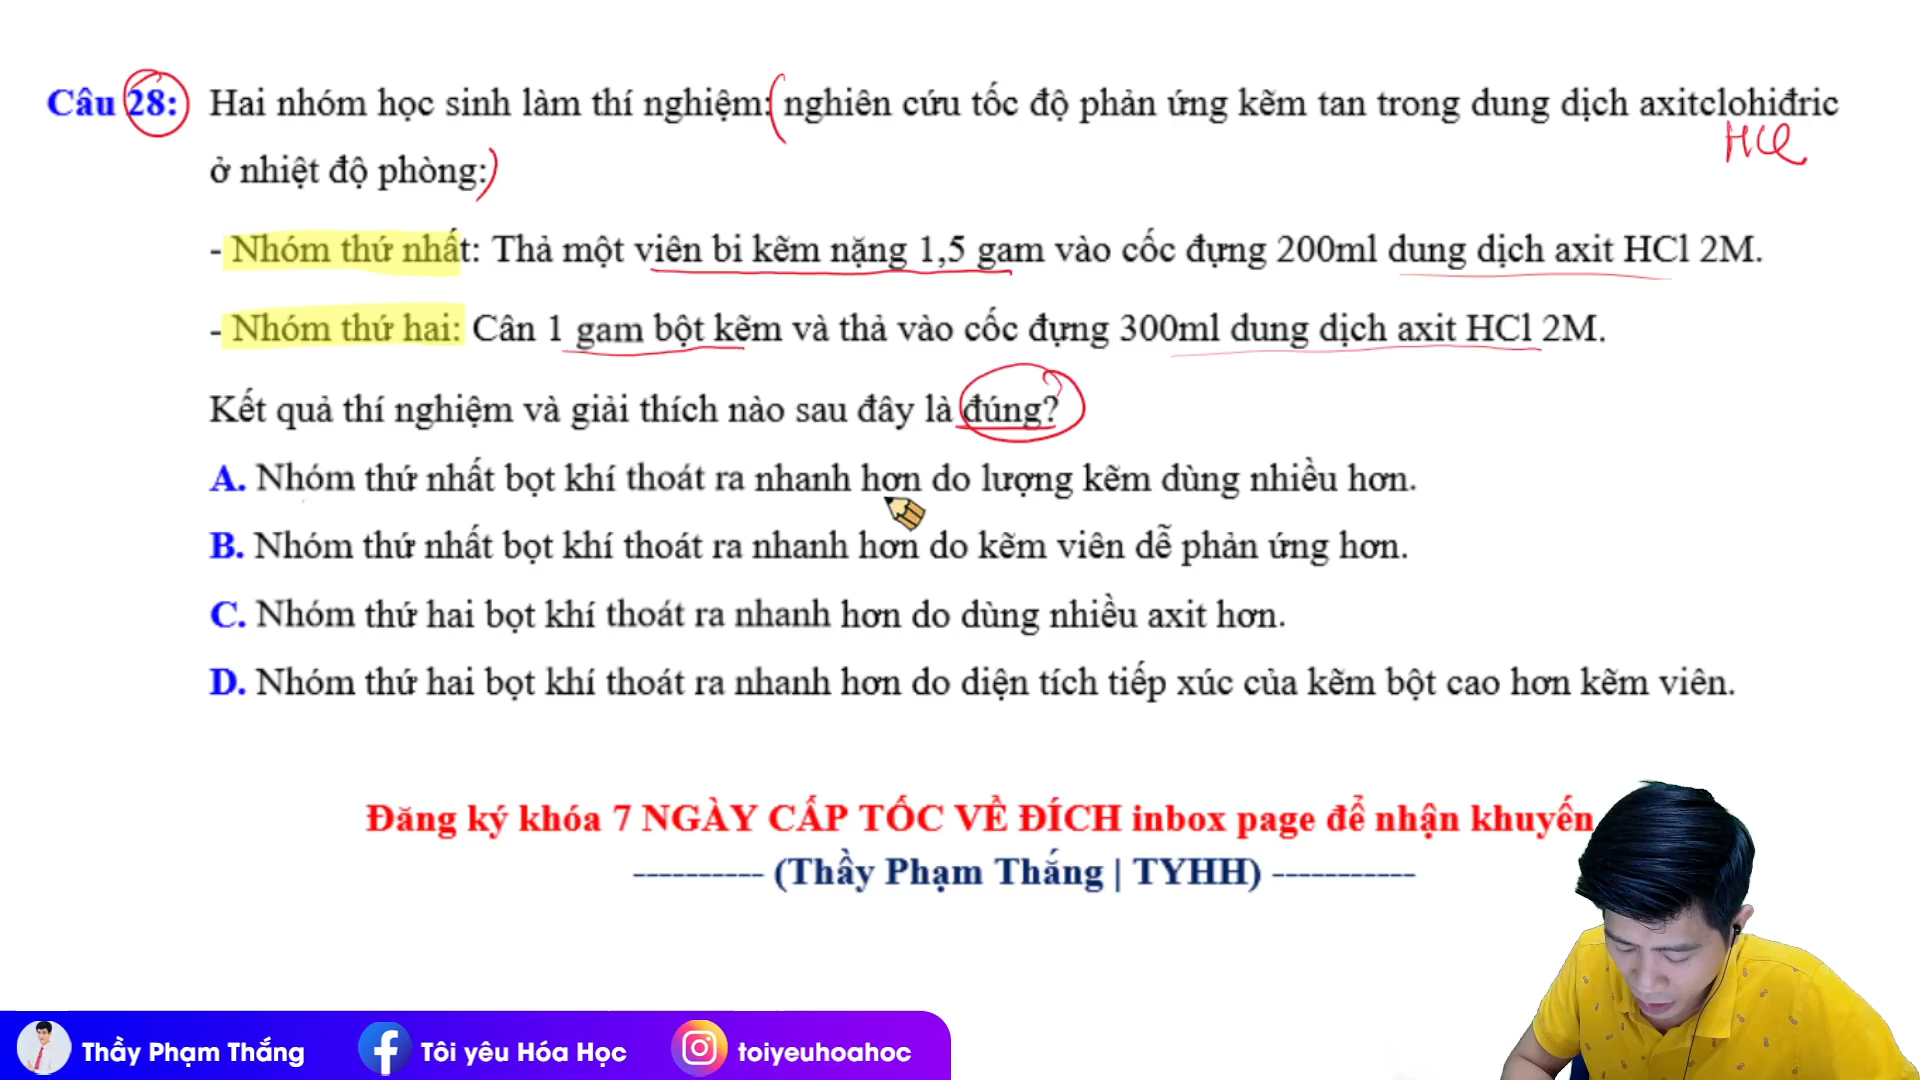 Câu 28: Hai nhóm học sinh làm thí nghiệm: nghiên cứu tốc độ phản ứng kẽm tan trong dung dịch axitclohiđric
HCl
ở nhiệt độ phòng:
- Nhóm thứ nhất: Thả một viên bi kẽm nặng 1,5 gam vào cốc đựng 200ml dung dịch axit HCl 2M.
- Nhóm thứ hai: Cân 1 gam bột kẽm và thả vào cốc đựng 300ml dung dịch axit HCl 2M.
Kết quả thí nghiệm và giải thích nào sau đây là đúng?
A. Nhóm thứ nhất bọt khí thoát ra nhanh hơn do lượng kẽm dùng nhiều hơn.
B. Nhóm thứ nhất bọt khí thoát ra nhanh hơn do kẽm viên dễ phản ứng hơn.
C. Nhóm thứ hai bọt khí thoát ra nhanh hơn do dùng nhiều axit hơn.
D. Nhóm thứ hai bọt khí thoát ra nhanh hơn do diện tích tiếp xúc của kẽm bột cao hơn kẽm viên.
Đăng ký khóa 7 NGÀY CẤP TỐC VỀ ĐÍCH inbox page để nhận khuyến
---------- (Thầy Phạm Thắng | TYHH) -----------
Thầy Phạm Thắng Tôi yêu Hóa Học toiyeuhoahoc